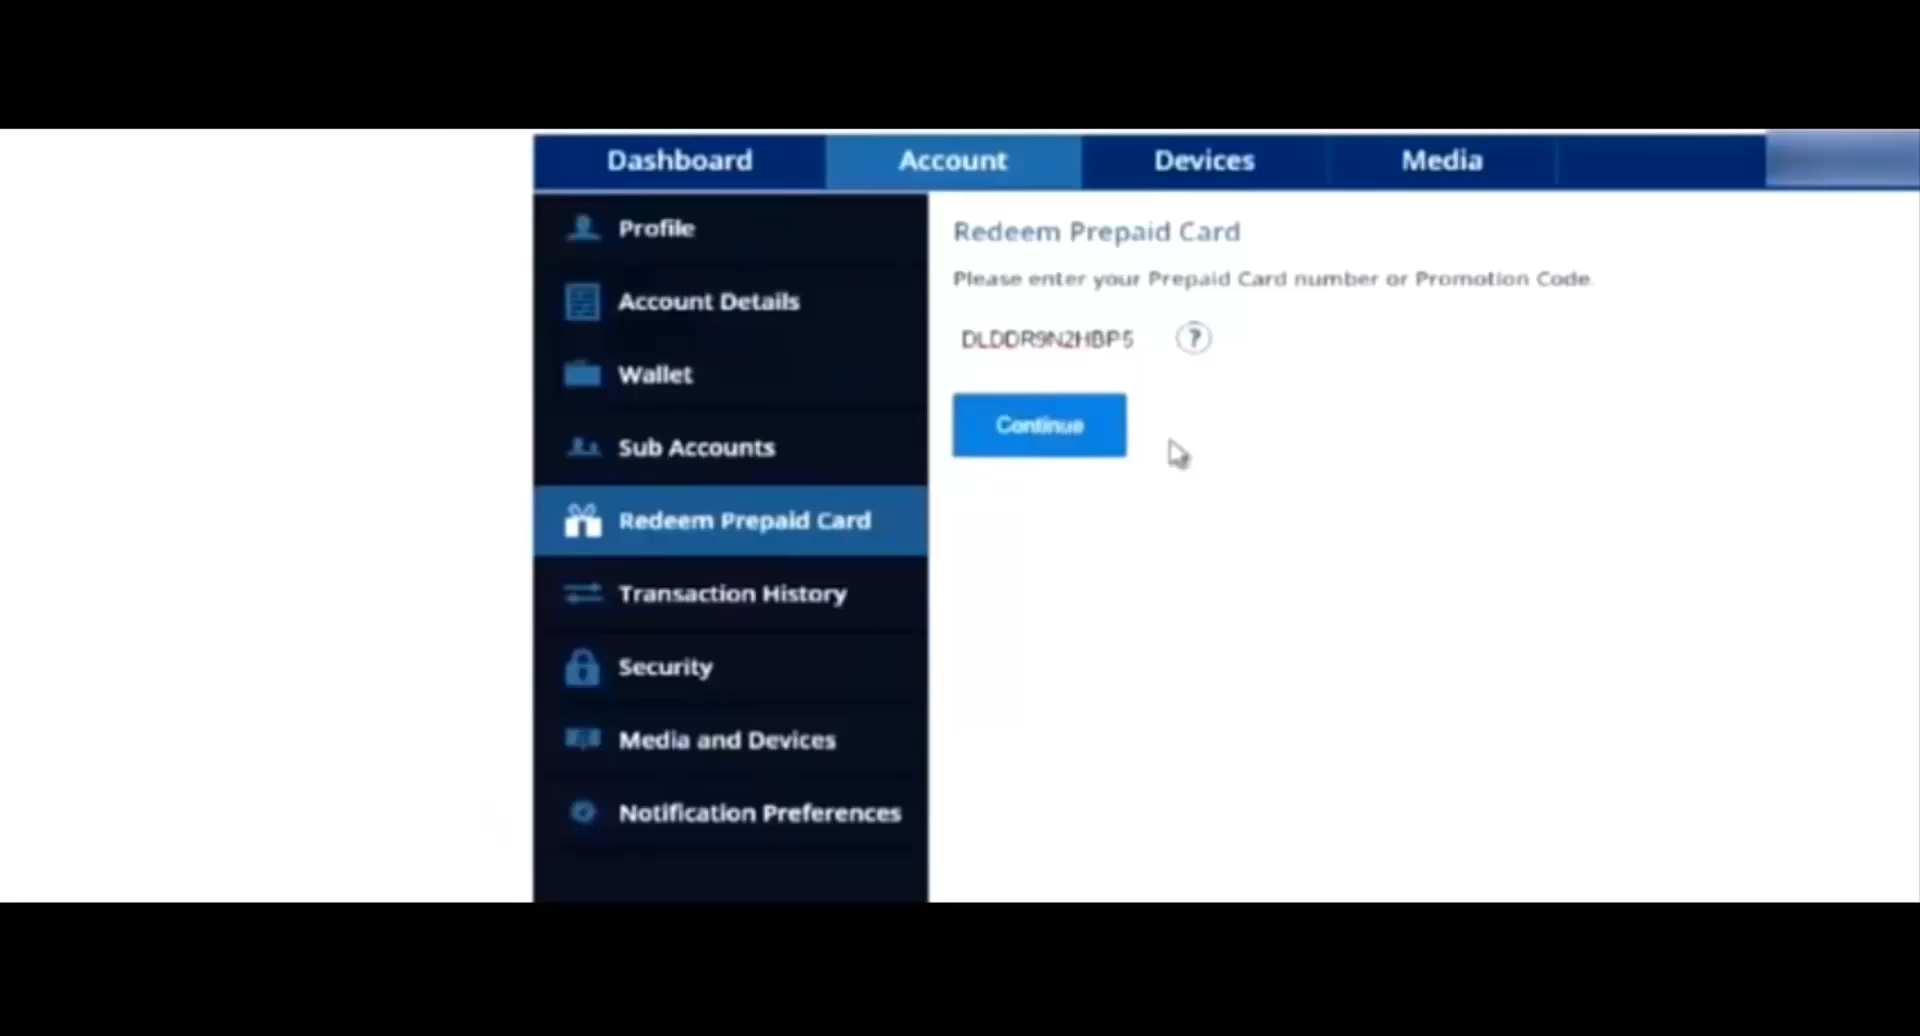 Dashboard Account Devices Media
Profile
Account Details
Wallet
Sub Accounts
Redeem Prepaid Card
Transaction History
Security
Media and Devices
Notification Preferences
Redeem Prepaid Card
Please enter your Prepaid Card number or Promotion Code.
DLDDR9N2HBP5 ?
Continue